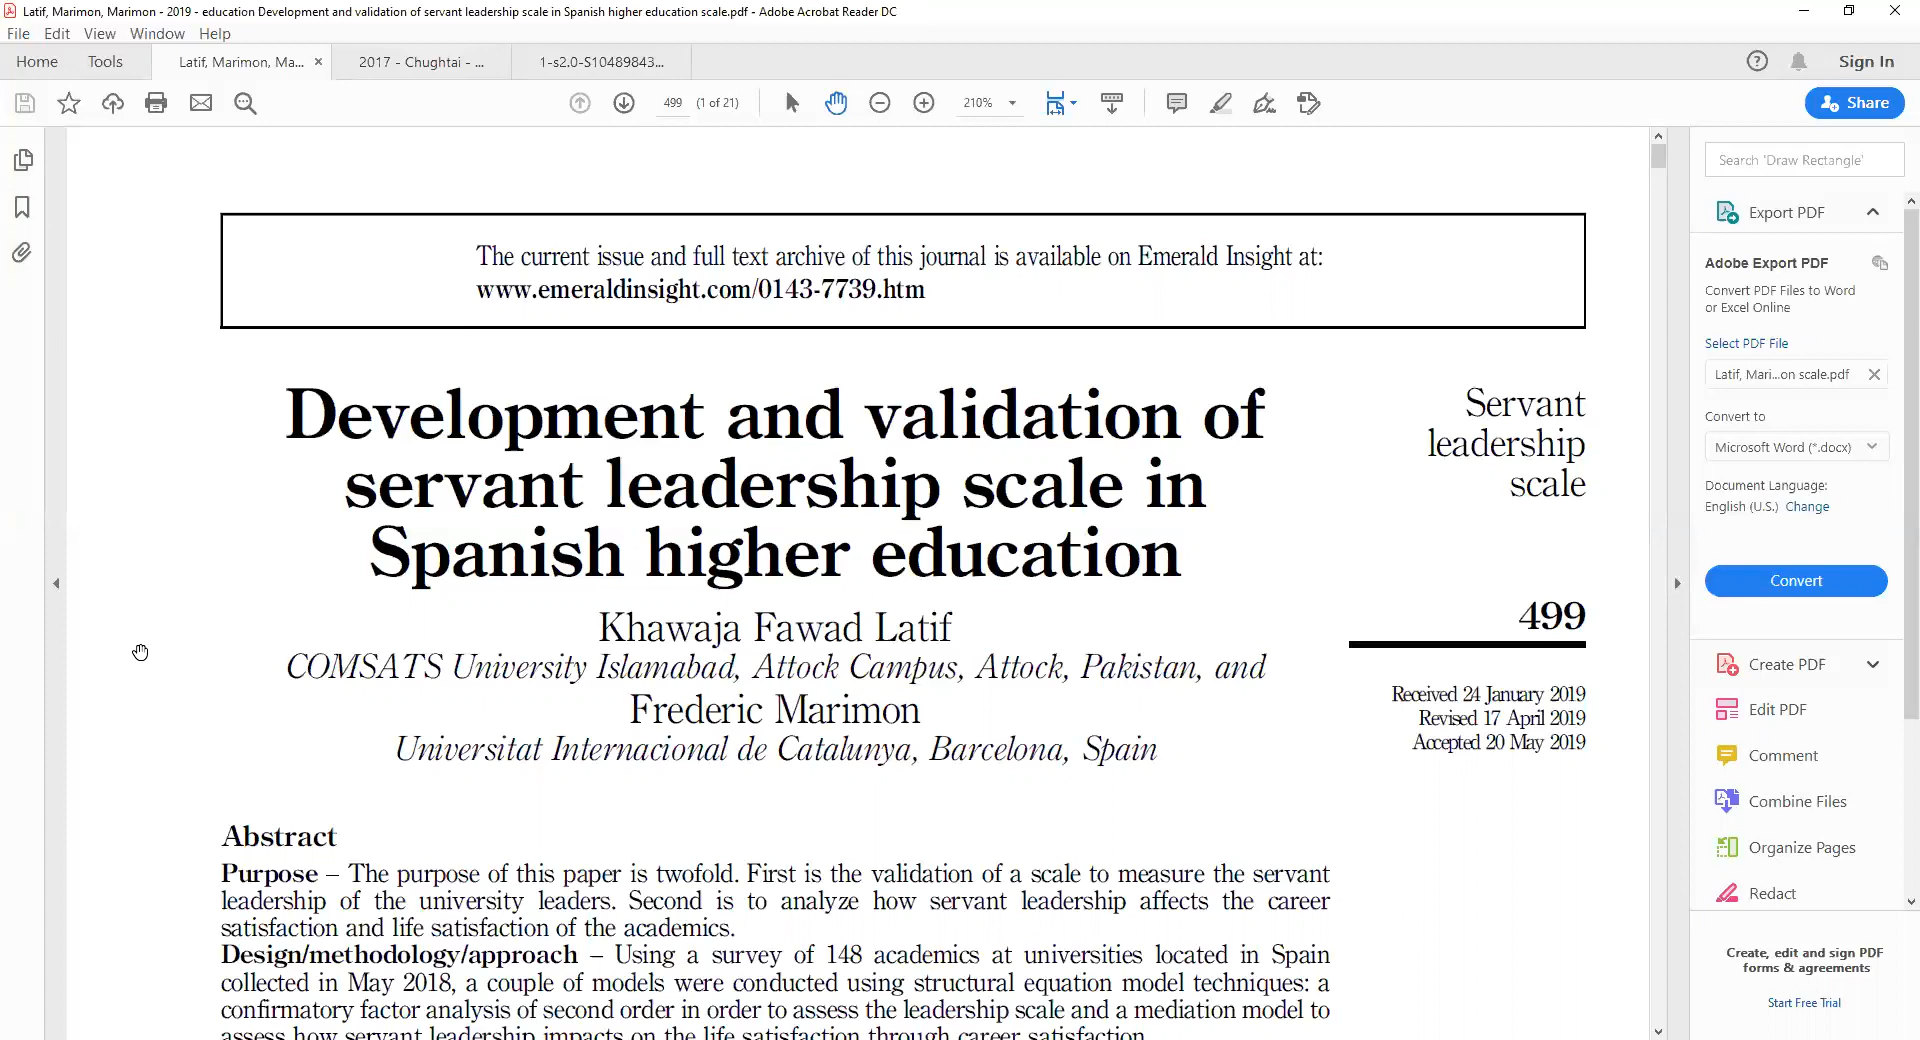 Latif, Marimon, Marimon - 2019 - education Development and validation of servant leadership scale in Spanish higher education scale.pdf - Adobe Acrobat Reader DC
File Edit View Window Help
Home Tools Latif, Marimon, Ma... 2017 - Chughtai - ... 1-s2.0-S10489843... Sign In
499 (1 of 21) 210% Share
Search 'Draw Rectangle'
Export PDF
Adobe Export PDF
Convert PDF Files to Word
or Excel Online
Select PDF File
Latif, Mari...on scale.pdf
Convert to
Microsoft Word (*.docx)
Document Language:
English (U.S.) Change
Convert
Create PDF
Edit PDF
Comment
Combine Files
Organize Pages
Redact
Create, edit and sign PDF
forms & agreements
Start Free Trial
The current issue and full text archive of this journal is available on Emerald Insight at:
www.emeraldinsight.com/0143-7739.htm
Development and validation of
servant leadership scale in
Spanish higher education
Khawaja Fawad Latif
COMSATS University Islamabad, Attock Campus, Attock, Pakistan, and
Frederic Marimon
Universitat Internacional de Catalunya, Barcelona, Spain
Servant
leadership
scale
499
Received 24 January 2019
Revised 17 April 2019
Accepted 20 May 2019
Abstract
Purpose – The purpose of this paper is twofold. First is the validation of a scale to measure the servant
leadership of the university leaders. Second is to analyze how servant leadership affects the career
satisfaction and life satisfaction of the academics.
Design/methodology/approach – Using a survey of 148 academics at universities located in Spain
collected in May 2018, a couple of models were conducted using structural equation model techniques: a
confirmatory factor analysis of second order in order to assess the leadership scale and a mediation model to
assess how servant leadership impacts on the life satisfaction through career satisfaction.